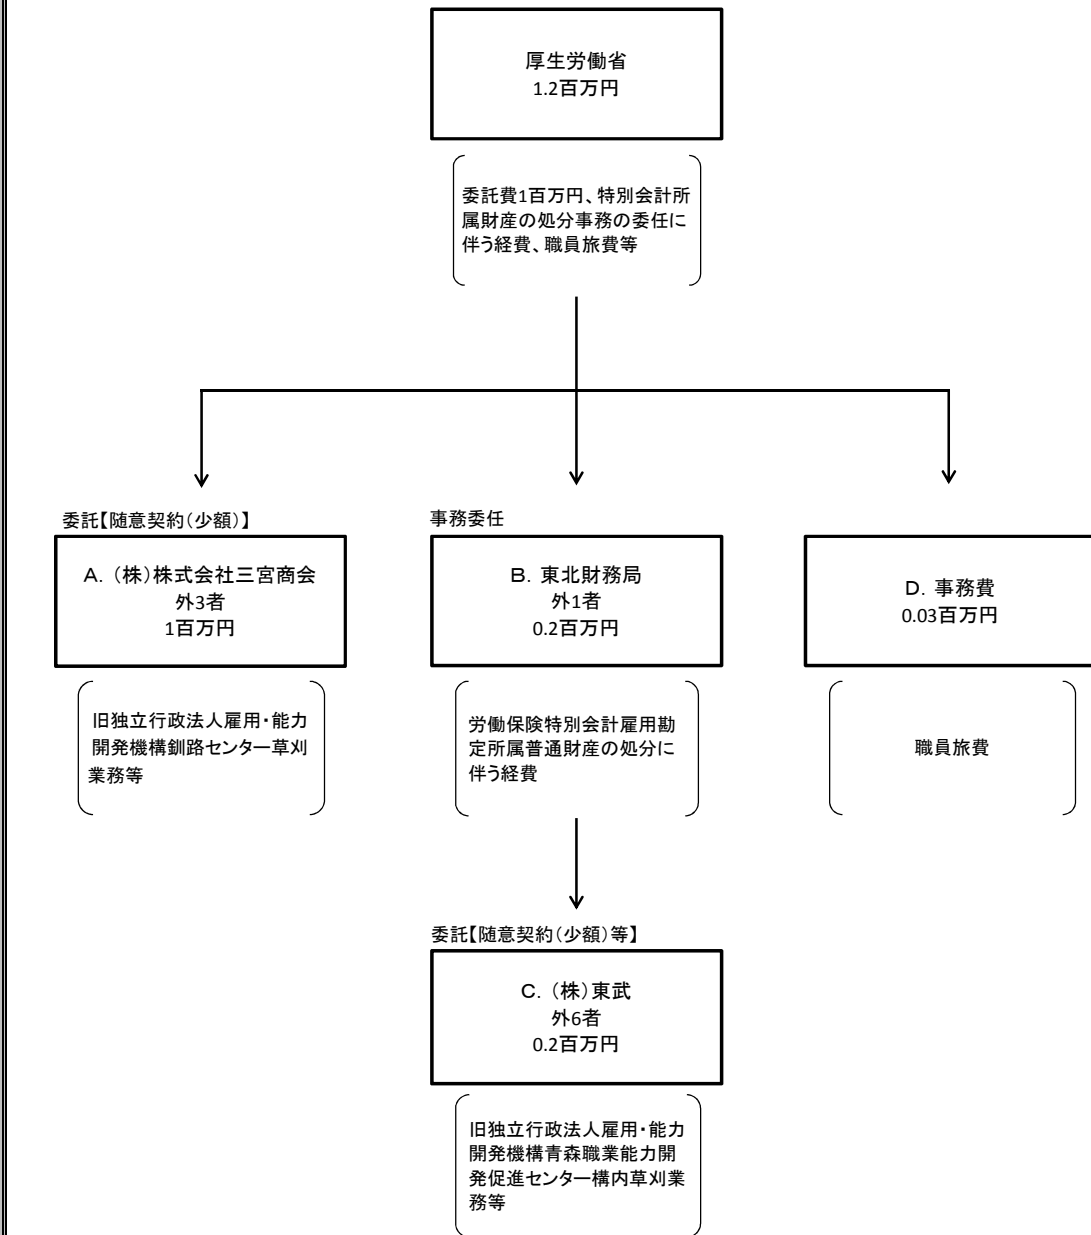 厚生労働省
1.2百万円
委託費1百万円、特別会計所
属財産の処分事務の委任に
伴う経費、職員旅費等
委託【随意契約(少額)】
A. (株)株式会社三宮商会
外3者
1百万円
旧独立行政法人雇用・能力
開発機構釧路センター草刈
業務等
事務委任
B. 東北財務局
外1者
0.2百万円
労働保険特別会計雇用勘
定所属普通財産の処分に
伴う経費
D. 事務費
0.03百万円
職員旅費
委託【随意契約(少額)等】
C. (株)東武
外6者
0.2百万円
旧独立行政法人雇用・能力
開発機構青森職業能力開
発促進センター構内草刈業
務等